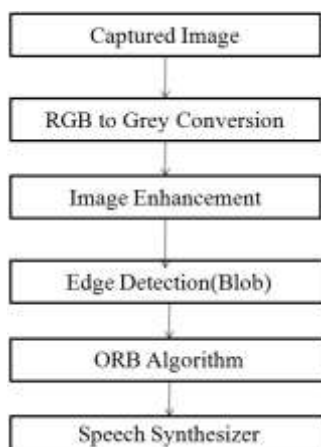 Captured Image
RGB to Grey Conversion
Image Enhancement
Edge Detection(Blob)
ORB Algorithm
Speech Synthesizer